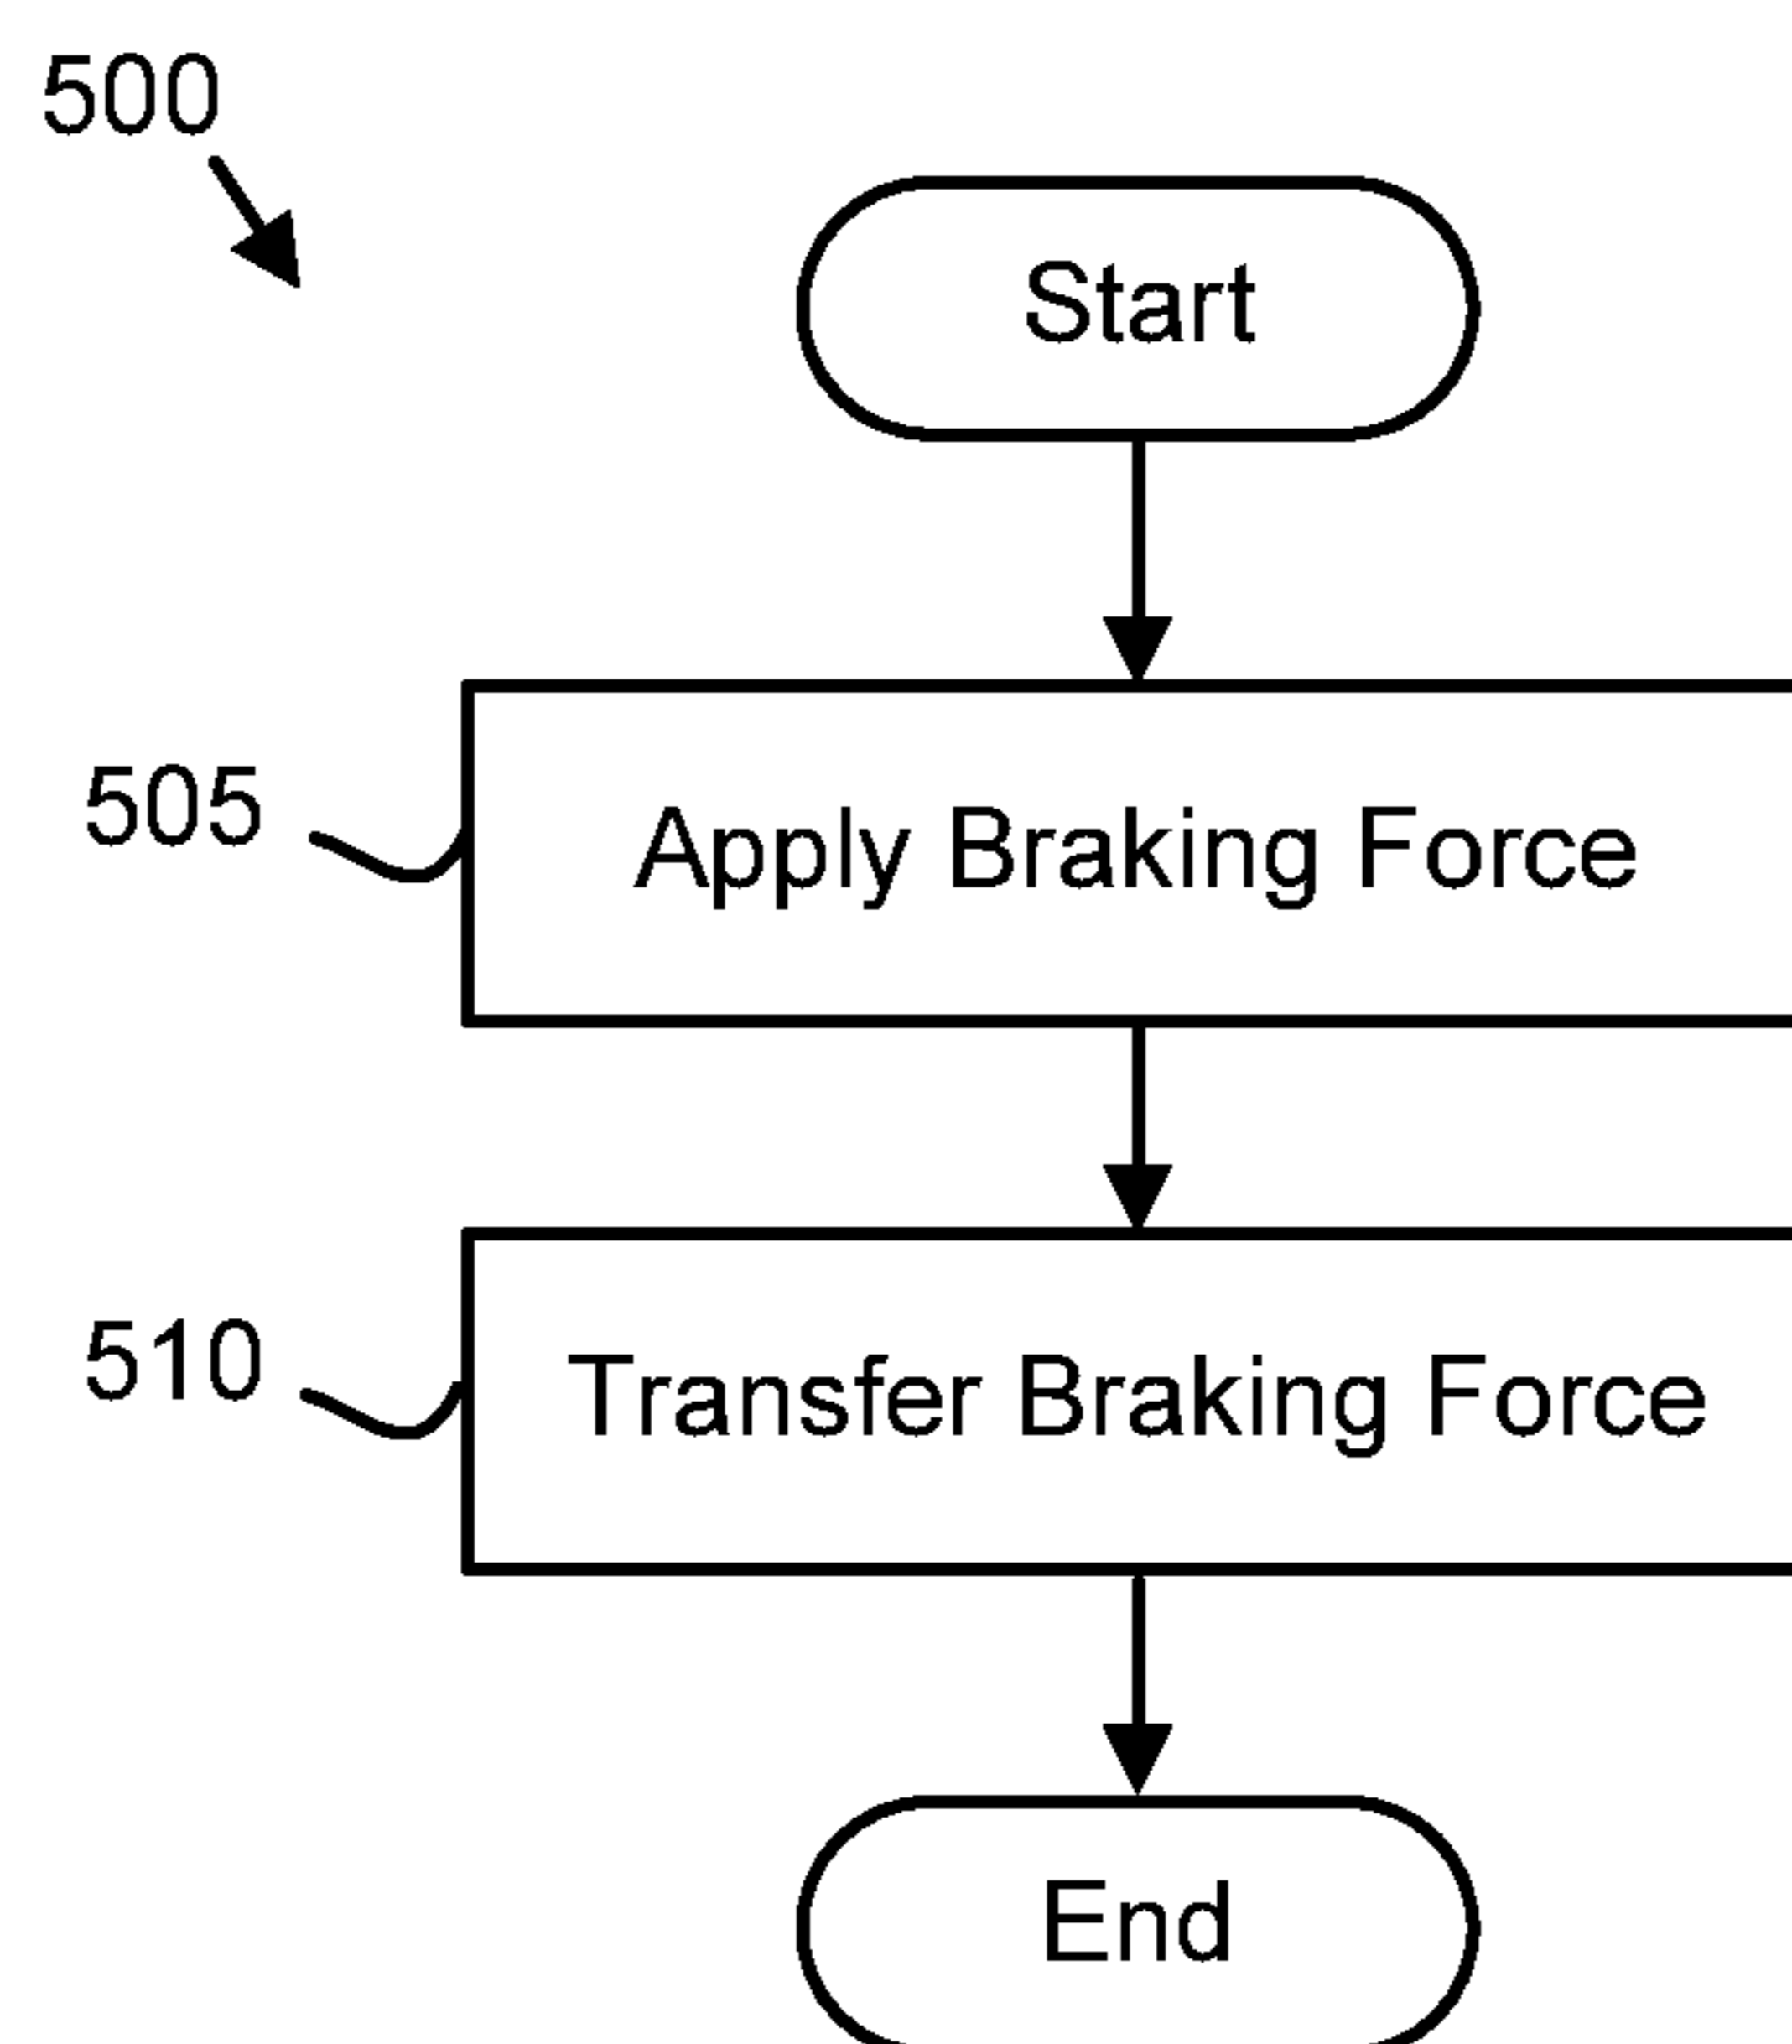 500
Start
505
Apply Braking Force
510
Transfer Braking Force
End